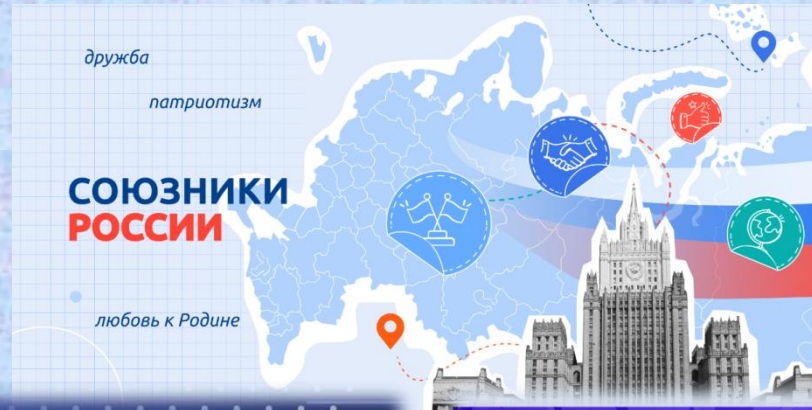 дружба
патриотизм
СОЮЗНИКИ
РОССИИ
любовь к Родине